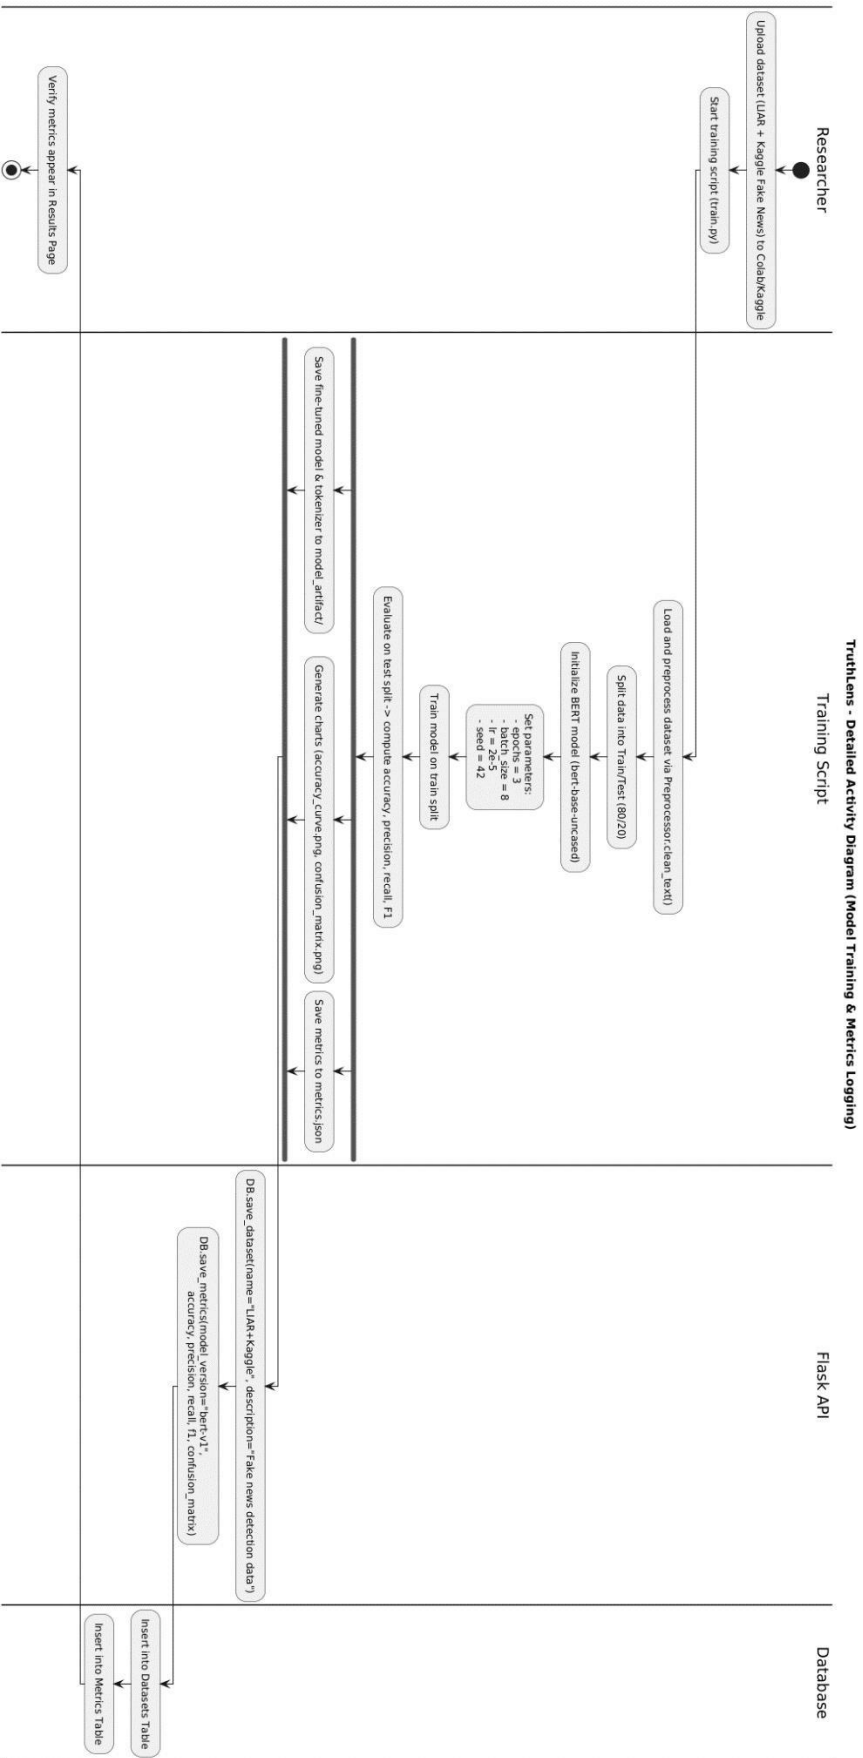 TruthLens - Detailed Activity Diagram (Model Training & Metrics Logging)
Researcher
Training Script
Flask API
Database
Upload dataset (LIAR + Kaggle Fake News) to Colab/Kaggle
Start training script (train.py)
Load and preprocess dataset via Preprocessor.clean_text()
Split data into Train/Test (80/20)
Initialize BERT model (bert-base-uncased)
Set parameters:
- epochs = 3
- batch_size = 8
- lr = 2e-5
- seed = 42
Train model on train split
Evaluate on test split -> compute accuracy, precision, recall, F1
Save fine-tuned model & tokenizer to model_artifact/
Generate charts (accuracy_curve.png, confusion_matrix.png)
Save metrics to metrics.json
DB.save_dataset(name="LIAR+Kaggle", description="Fake news detection data")
DB.save_metrics(model_version="bert-v1",
accuracy, precision, recall, f1, confusion_matrix)
Insert into Datasets Table
Insert into Metrics Table
Verify metrics appear in Results Page